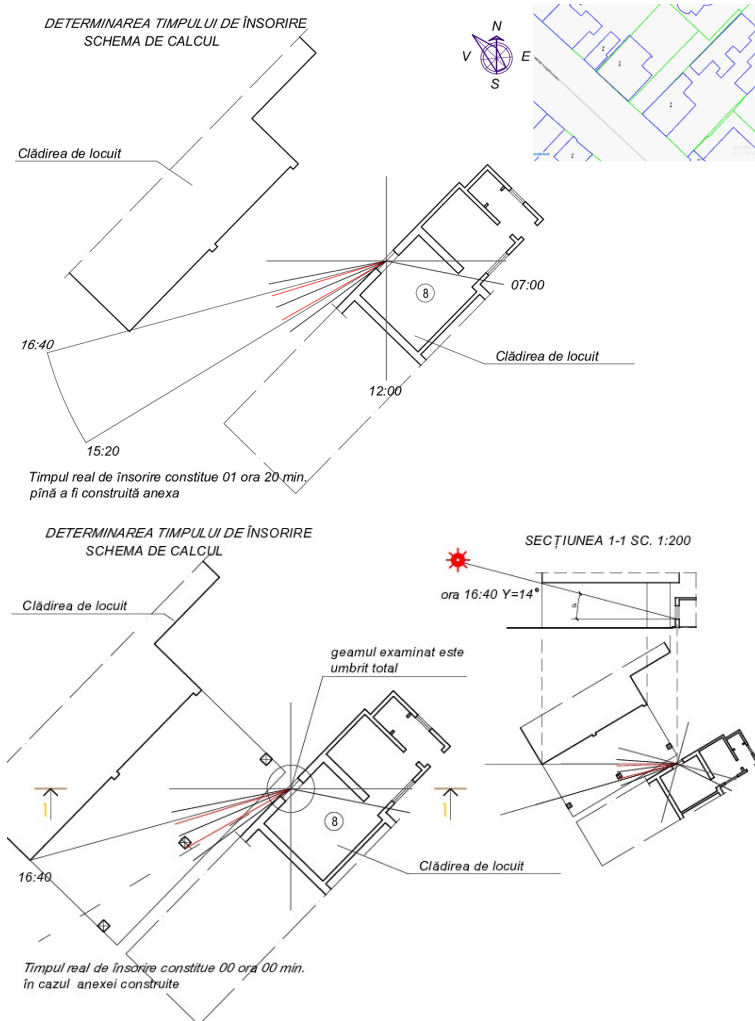 DETERMINAREA TIMPULUI DE ÎNSORIRE
SCHEMA DE CALCUL
N
V
E
S
Clădirea de locuit
8
07:00
16:40
Clădirea de locuit
12:00
15:20
Timpul real de însorire constitue 01 ora 20 min.
pînă a fi construită anexa
DETERMINAREA TIMPULUI DE ÎNSORIRE
SCHEMA DE CALCUL
SECȚIUNEA 1-1 SC. 1:200
ora 16:40 Y=14°
Clădirea de locuit
geamul examinat este
umbrit total
1
1
8
Clădirea de locuit
16:40
Timpul real de însorire constitue 00 ora 00 min.
în cazul anexei construite